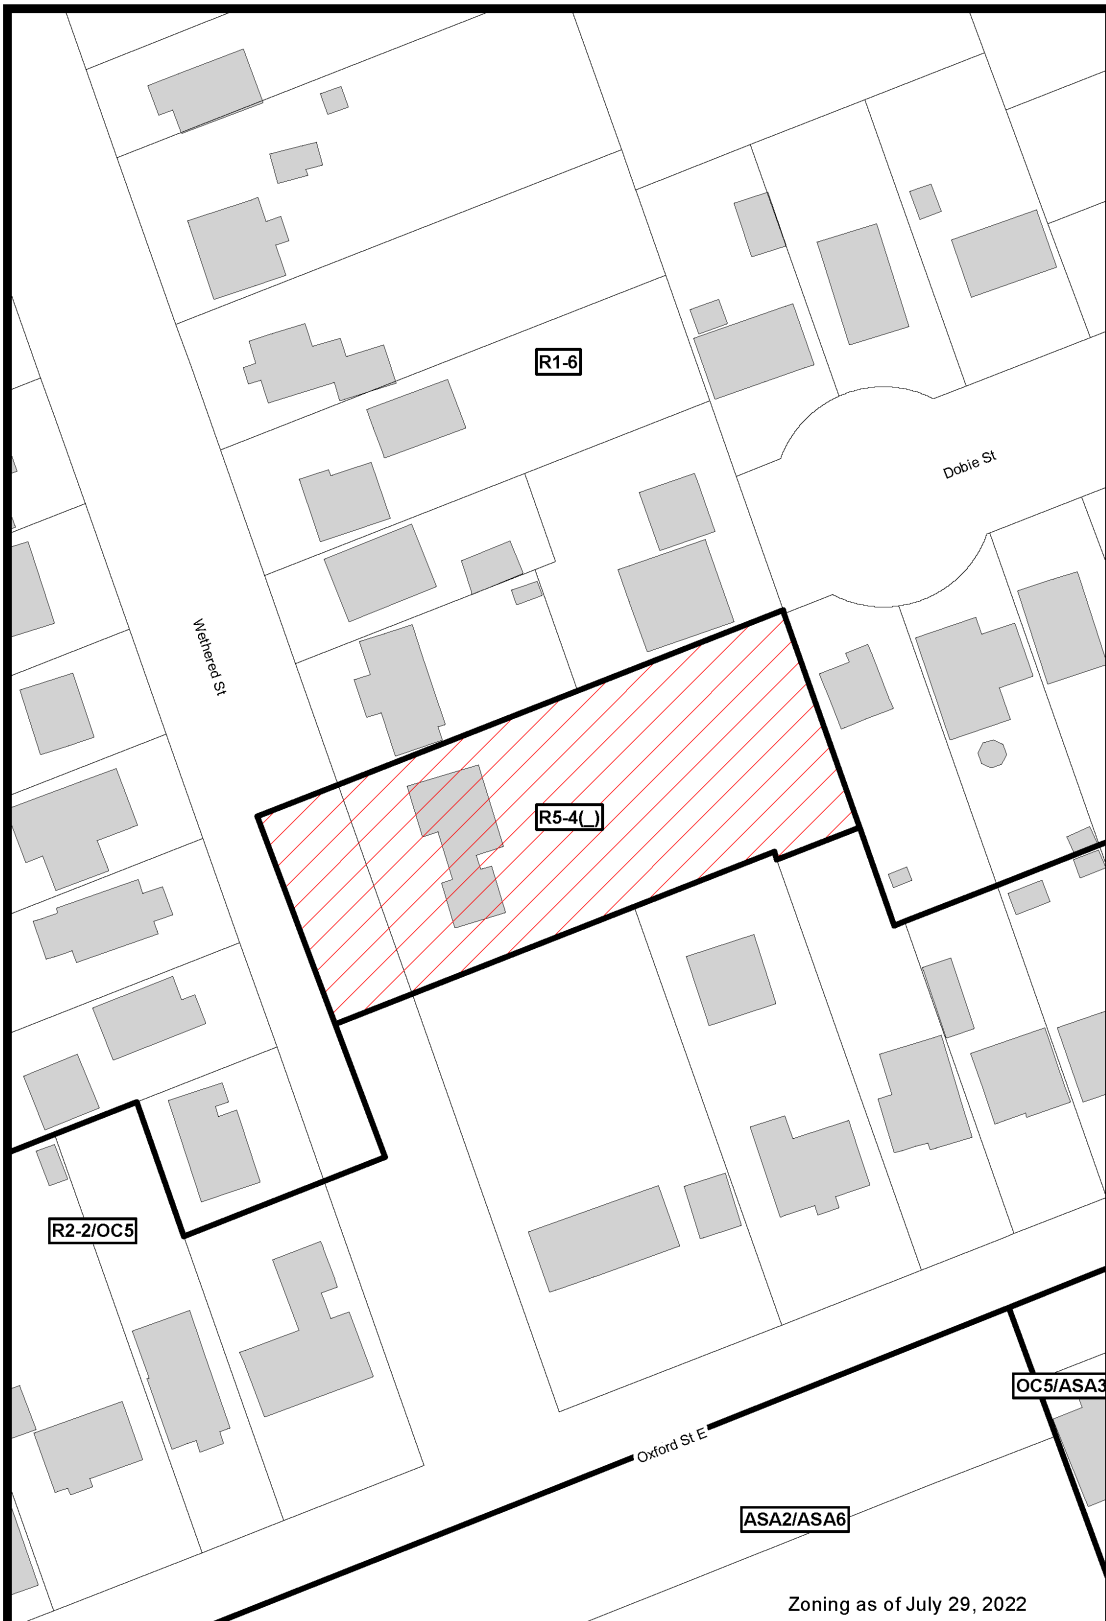 R1-6
Dobie St
Wethered St
R5-4(_)
R2-2/OC5
OC5/ASA3
Oxford St E
ASA2/ASA6
Zoning as of July 29, 2022